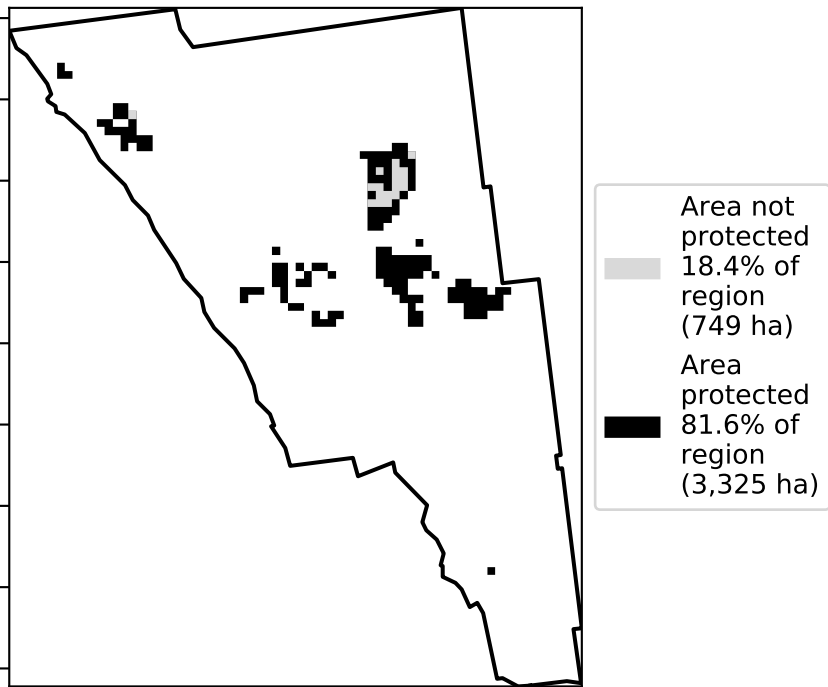 Area not
protected
18.4% of
region
(749 ha)
Area
protected
81.6% of
region
(3,325 ha)